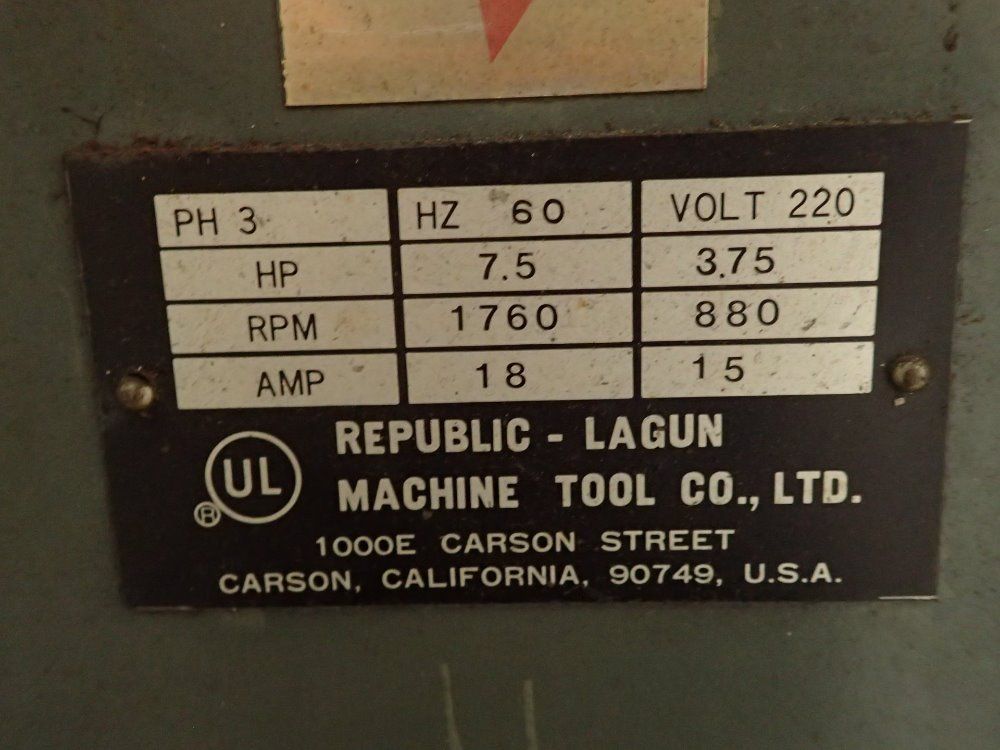 PH 3 HZ 60 VOLT 220
HP 7.5 3.75
RPM 1760 880
AMP 18 15
UL ®
REPUBLIC - LAGUN
MACHINE TOOL CO., LTD.
1000E CARSON STREET
CARSON, CALIFORNIA, 90749, U.S.A.